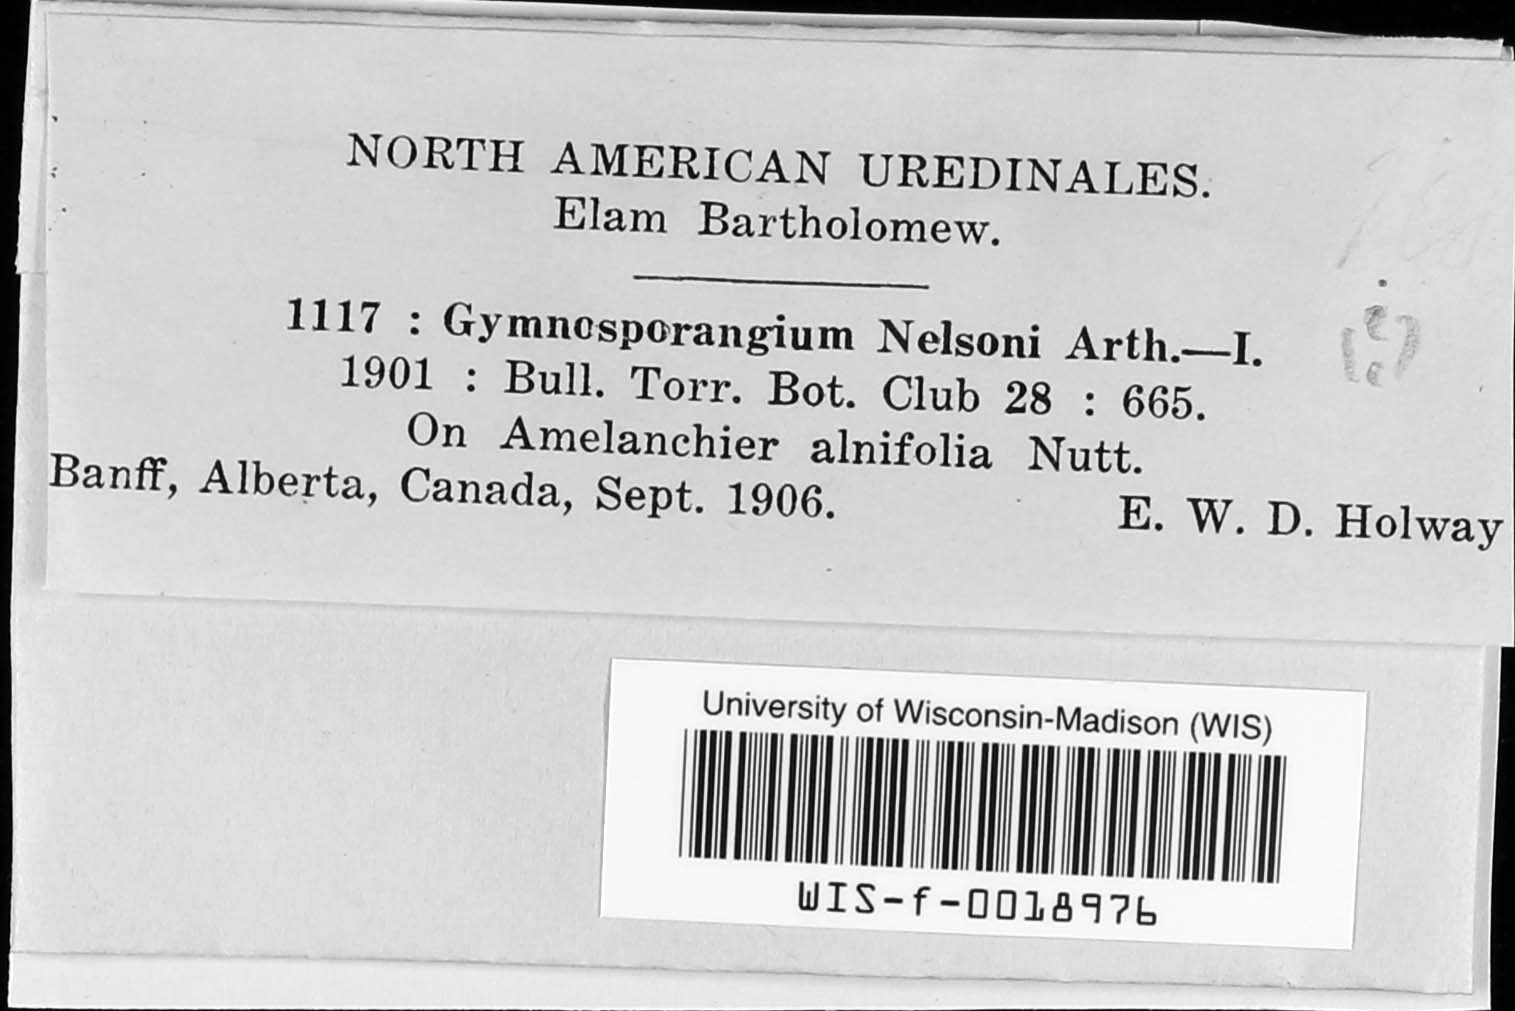 NORTH AMERICAN UREDINALES.
Elam Bartholomew.
1117 : Gymnosporangium Nelsoni Arth.—I.
1901 : Bull. Torr. Bot. Club 28 : 665.
On Amelanchier alnifolia Nutt.
Banff, Alberta, Canada, Sept. 1906. E. W. D. Holway
University of Wisconsin-Madison (WIS)
WIS-f-0018976